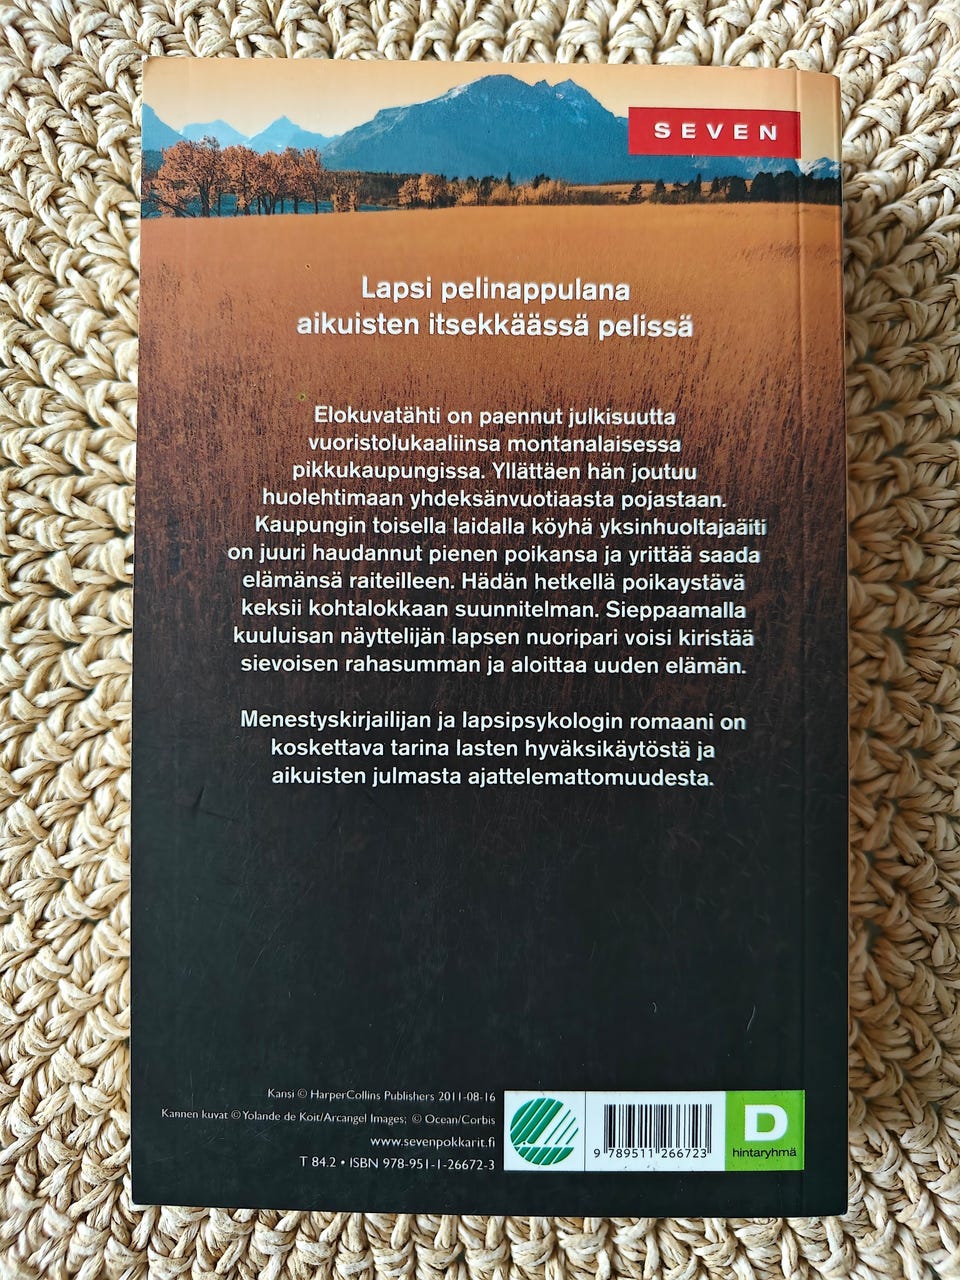 SEVEN
Lapsi pelinappulana
aikuisten itsekkäässä pelissä
Elokuvatähti on paennut julkisuutta
vuoristolukaaliinsa montanalaisessa
pikkukaupungissa. Yllättäen hän joutuu
huolehtimaan yhdeksänvuotiaasta pojastaan.
Kaupungin toisella laidalla köyhä yksinhuoltajaäiti
on juuri haudannut pienen poikansa ja yrittää saada
elämänsä raiteilleen. Hädän hetkellä poikaystävä
keksii kohtalokkaan suunnitelman. Sieppaamalla
kuuluisan näyttelijän lapsen nuoripari voisi kiristää
sievoisen rahasumman ja aloittaa uuden elämän.
Menestyskirjailijan ja lapsipsykologin romaani on
koskettava tarina lasten hyväksikäytöstä ja
aikuisten julmasta ajattelemattomuudesta.
Kansi © HarperCollins Publishers 2011-08-16
Kannen kuvat © Yolande de Koit/Arcangel Images; © Ocean/Corbis
www.sevenpokkarit.fi
T 84.2 • ISBN 978-951-1-26672-3
9 789511 266723
D
hintaryhmä